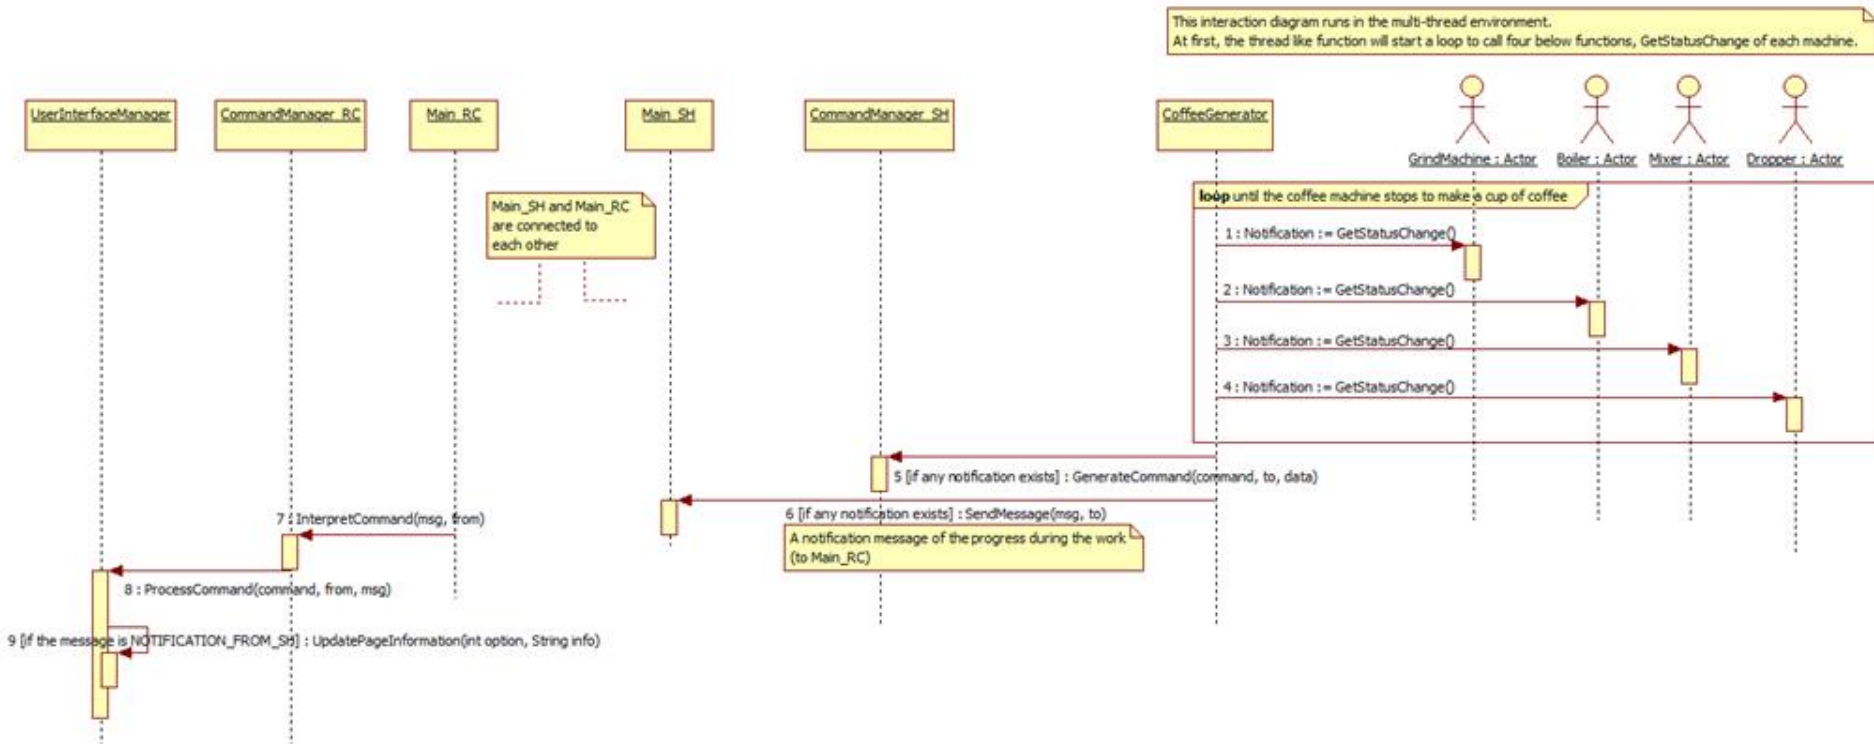 This interaction diagram runs in the multi-thread environment.
At first, the thread like function will start a loop to call four below functions, GetStatusChange of each machine.
UserInterfaceManager
CommandManager_RC
Main_RC
Main_SH
CommandManager_SH
CoffeeGenerator
GrindMachine : Actor
Boiler : Actor
Mixer : Actor
Dropper : Actor
Main_SH and Main_RC
are connected to
each other
loop until the coffee machine stops to make a cup of coffee
1 : Notification := GetStatusChange()
2 : Notification := GetStatusChange()
3 : Notification := GetStatusChange()
4 : Notification := GetStatusChange()
5 [if any notification exists] : GenerateCommand(command, to, data)
6 [if any notification exists] : SendMessage(msg, to)
7 : InterpretCommand(msg, from)
A notification message of the progress during the work
(to Main_RC)
8 : ProcessCommand(command, from, msg)
9 [if the message is NOTIFICATION_FROM_SH] : UpdatePageInformation(int option, String info)